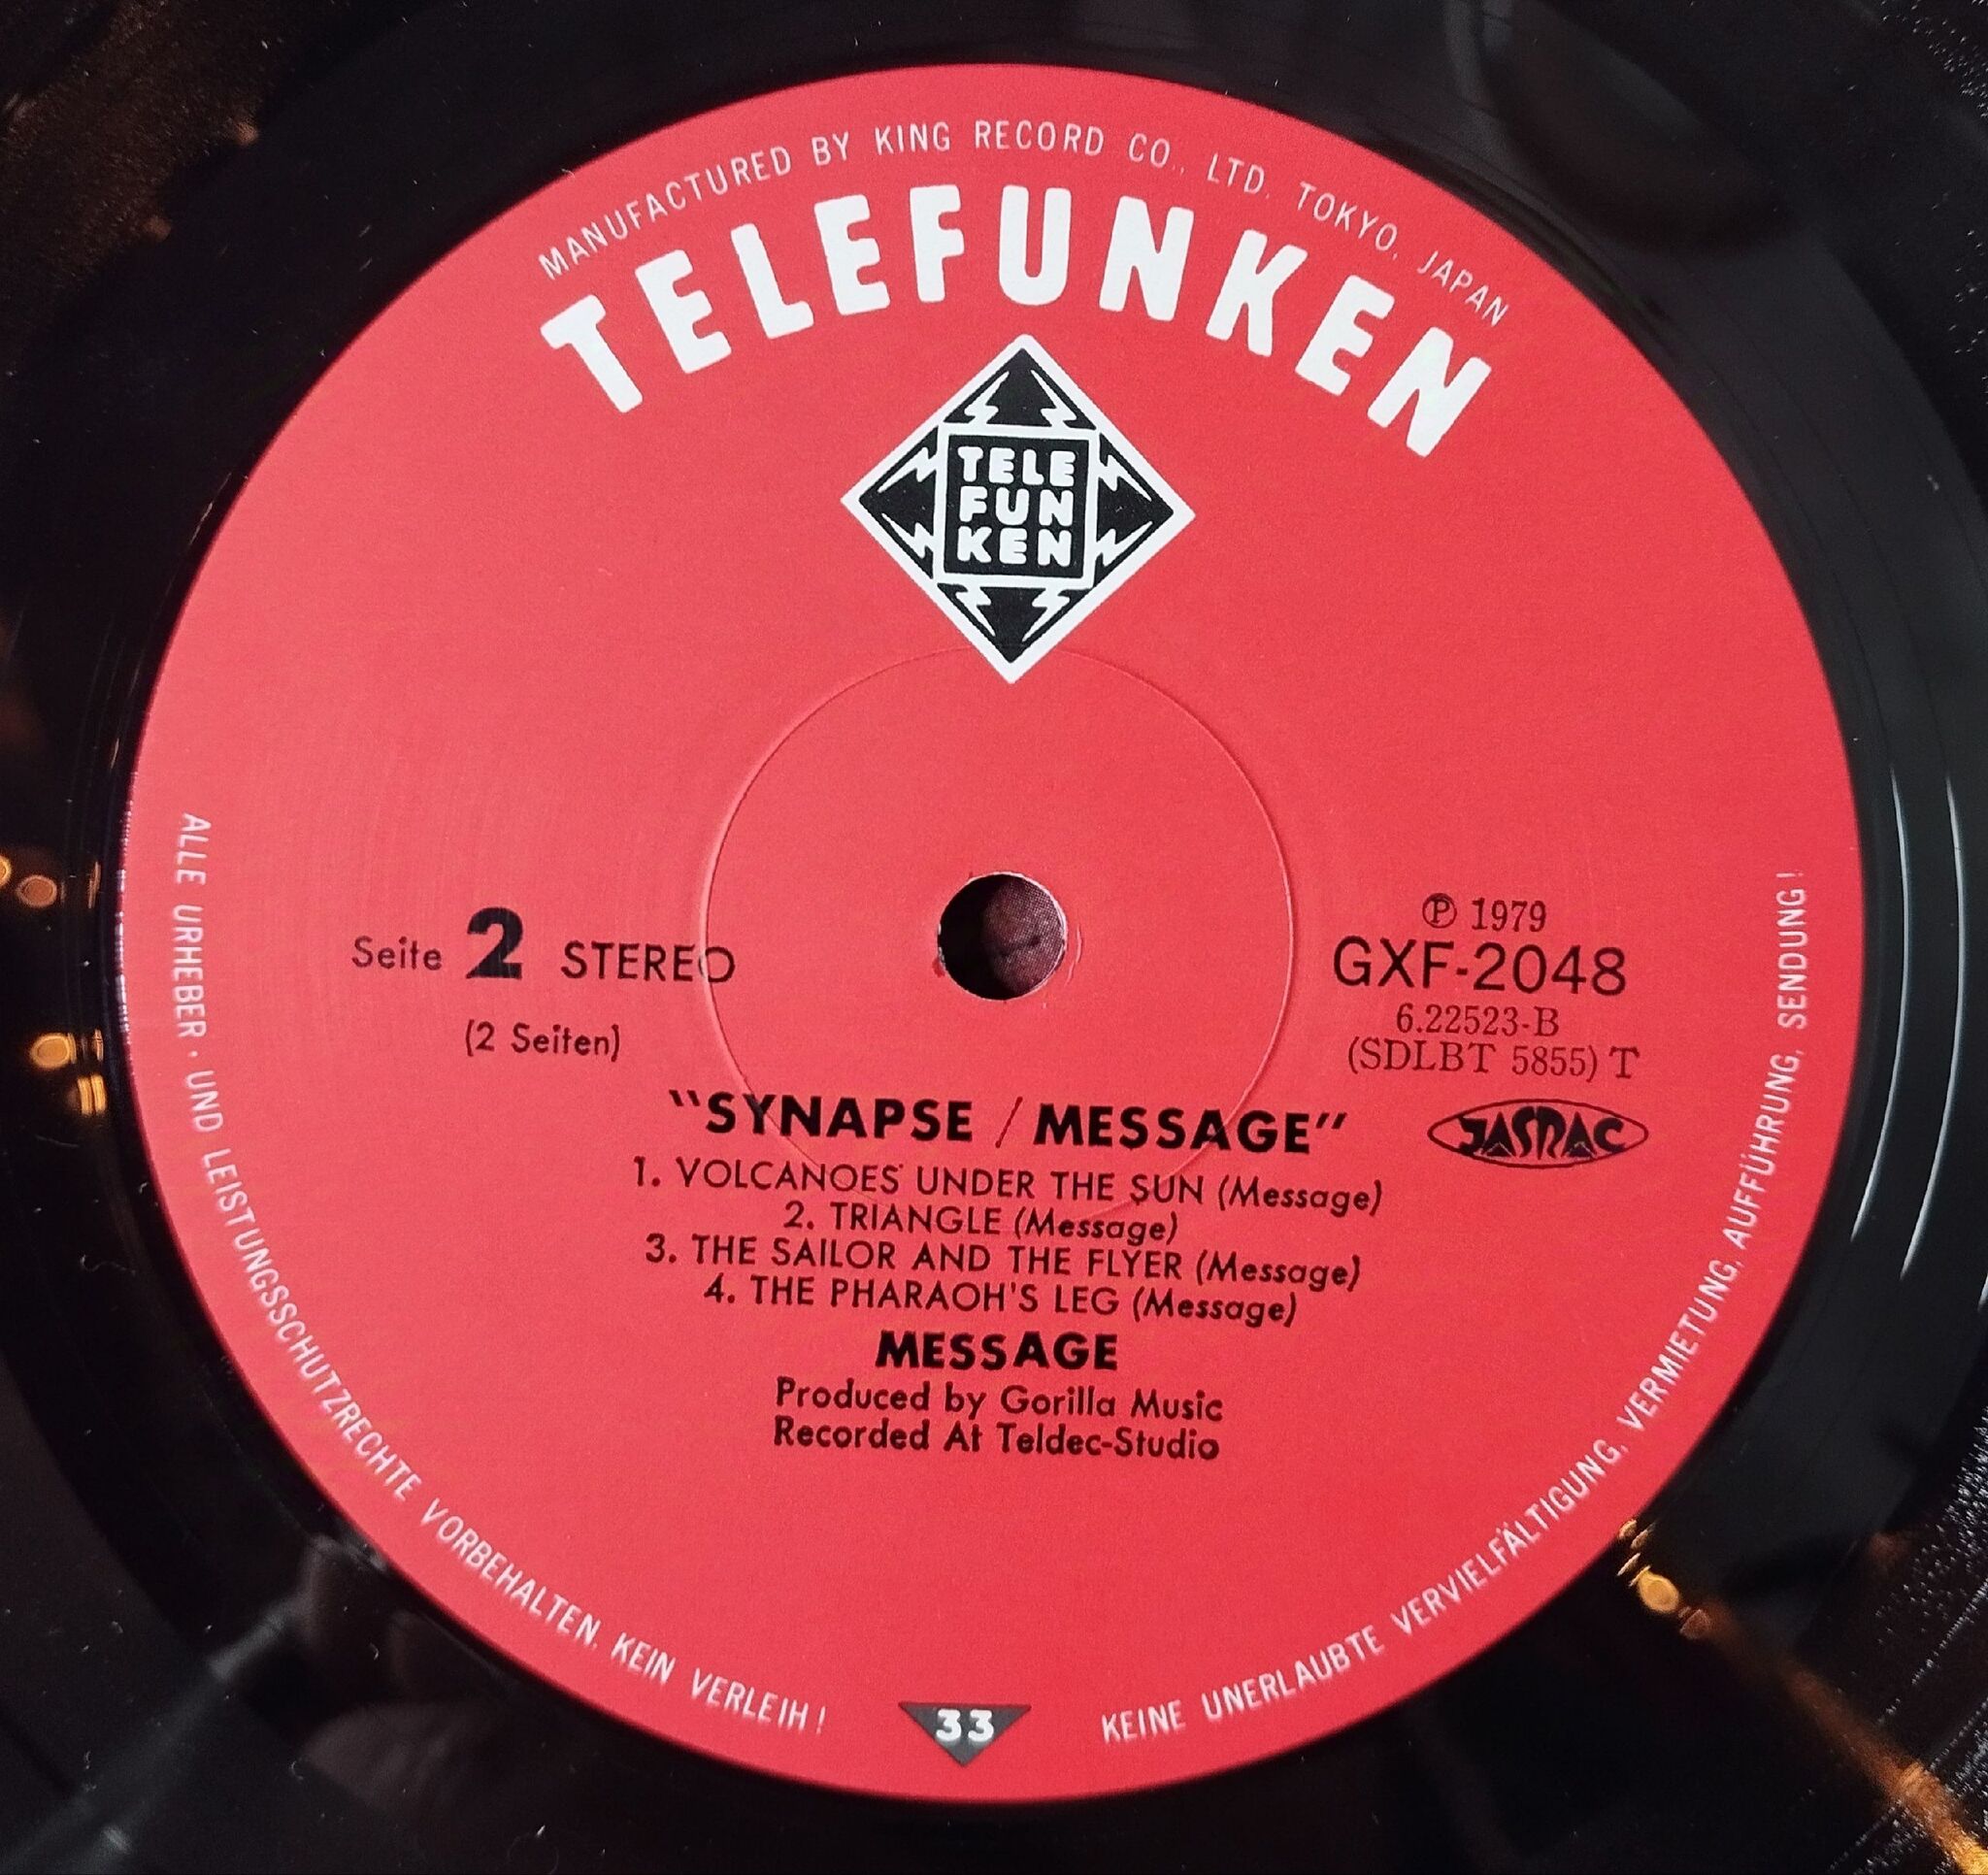 MANUFACTURED BY KING RECORD CO., LTD. TOKYO, JAPAN
TELEFUNKEN
TELE
FUN
KEN
Seite 2 STEREO
(2 Seiten)
℗ 1979
GXF-2048
6.22523-B
(SDLBT 5855) T
JASRAC
"SYNAPSE / MESSAGE"
1. VOLCANOES UNDER THE SUN (Message)
2. TRIANGLE (Message)
3. THE SAILOR AND THE FLYER (Message)
4. THE PHARAOH'S LEG (Message)
MESSAGE
Produced by Gorilla Music
Recorded At Teldec-Studio
ALLE URHEBER · UND LEISTUNGSSCHUTZRECHTE VORBEHALTEN. KEIN VERLEIH!
33
KEINE UNERLAUBTE VERVIELFÄLTIGUNG, VERMIETUNG, AUFFÜHRUNG, SENDUNG!